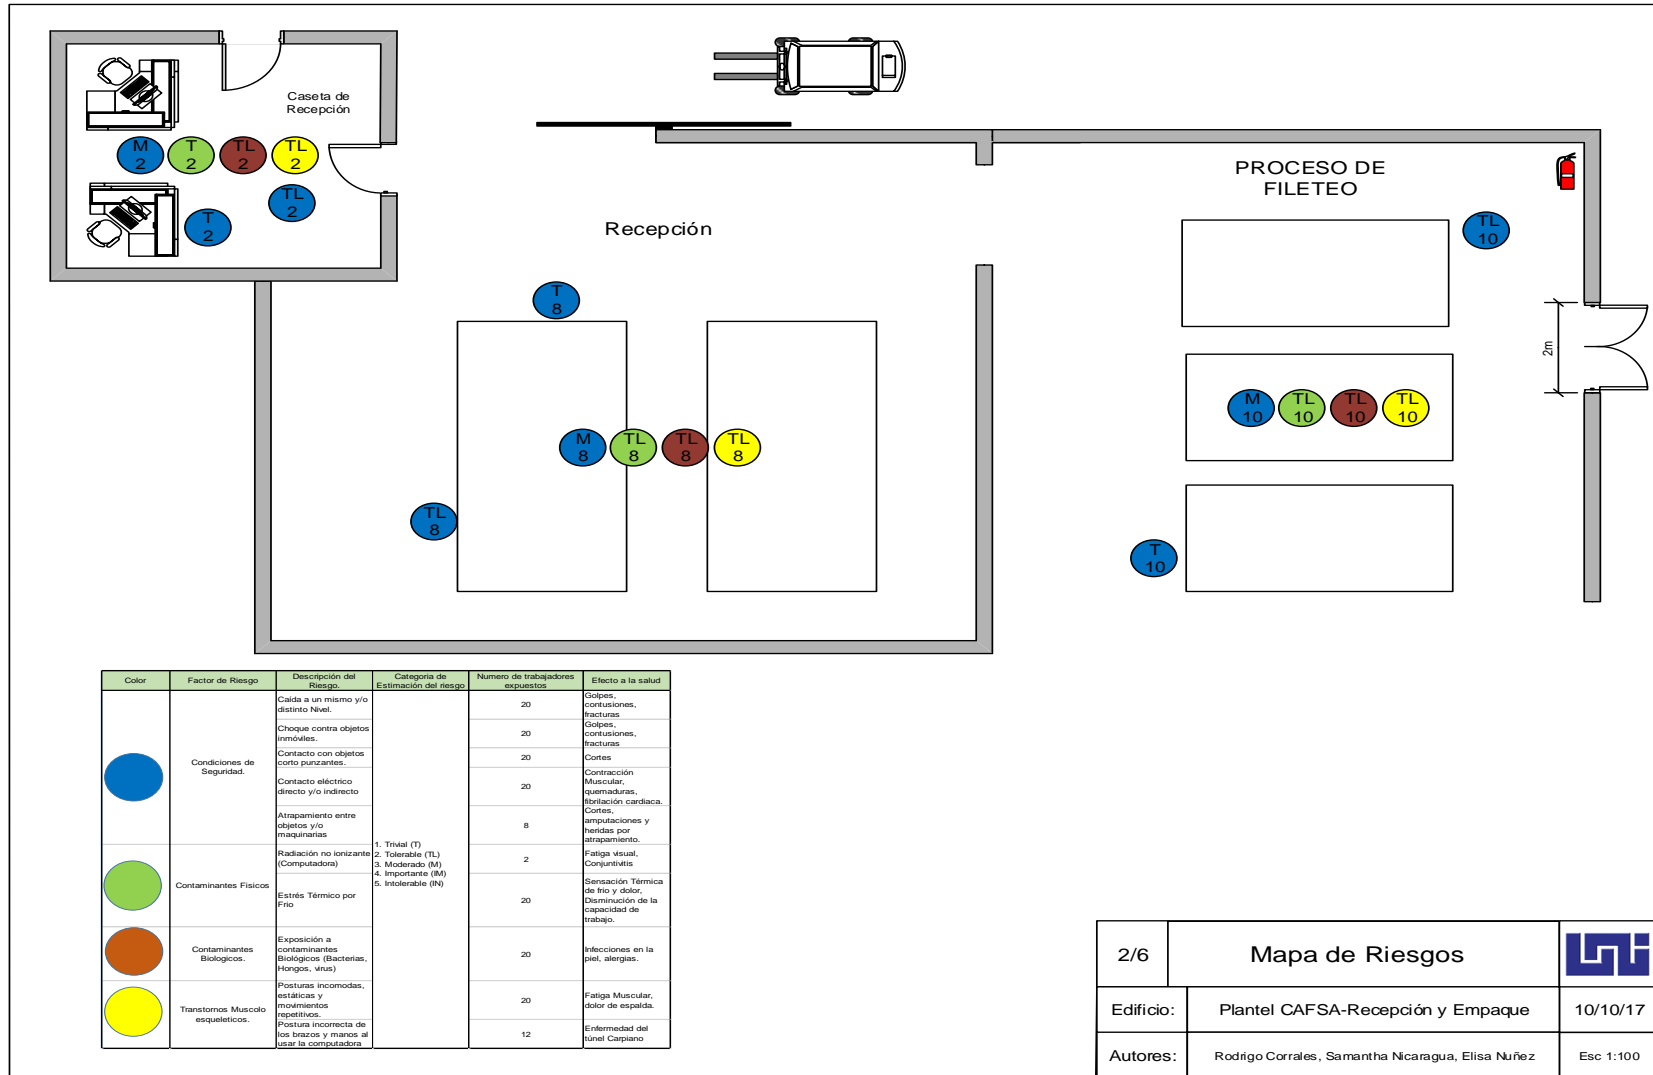 Caseta de
Recepción
M
2
T
2
TL
2
TL
2
TL
2
T
2
Recepción
T
8
M
8
TL
8
TL
8
TL
8
TL
8
PROCESO DE
FILETEO
TL
10
2m
M
10
TL
10
TL
10
TL
10
T
10
Color
Factor de Riesgo
Descripción del
Riesgo.
Categoria de
Estimación del riesgo
Numero de trabajadores
expuestos
Efecto a la salud
Condiciones de
Seguridad.
Caída a un mismo y/o
distinto Nivel.
20
Golpes,
contusiones,
fracturas
Choque contra objetos
inmóviles.
20
Golpes,
contusiones,
fracturas
Contacto con objetos
corto punzantes.
20
Cortes
Contacto eléctrico
directo y/o indirecto
20
Contracción
Muscular,
quemaduras,
fibrilación cardiaca.
Atrapamiento entre
objetos y/o
maquinarias
8
Cortes,
amputaciones y
heridas por
atrapamiento.
1. Trivial (T)
2. Tolerable (TL)
3. Moderado (M)
4. Importante (IM)
5. Intolerable (IN)
Contaminantes Físicos
Radiación no ionizante
(Computadora)
2
Fatiga visual,
Conjuntivitis
Estrés Térmico por
Frio
20
Sensación Térmica
de frio y dolor,
Disminución de la
capacidad de
trabajo.
Contaminantes
Biologicos.
Exposición a
contaminantes
Biológicos (Bacterias,
Hongos, virus)
20
Infecciones en la
piel, alergias.
Transtornos Musculo
esqueleticos.
Posturas incomodas,
estáticas y
movimientos
repetitivos.
20
Fatiga Muscular,
dolor de espalda.
Postura incorrecta de
los brazos y manos al
usar la computadora
12
Enfermedad del
túnel Carpiano
2/6
Mapa de Riesgos
uni
Edificio:
Plantel CAFSA-Recepción y Empaque
10/10/17
Autores:
Rodrigo Corrales, Samantha Nicaragua, Elisa Nuñez
Esc 1:100